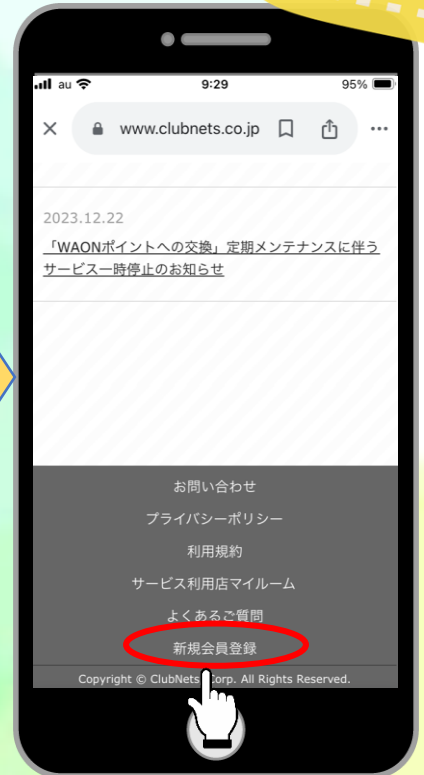 au 9:29 95%
www.clubnets.co.jp
2023.12.22
「WAONポイントへの交換」定期メンテナンスに伴う
サービス一時停止のお知らせ
お問い合わせ
プライバシーポリシー
利用規約
サービス利用店マイルーム
よくあるご質問
新規会員登録
Copyright © ClubNets Corp. All Rights Reserved.